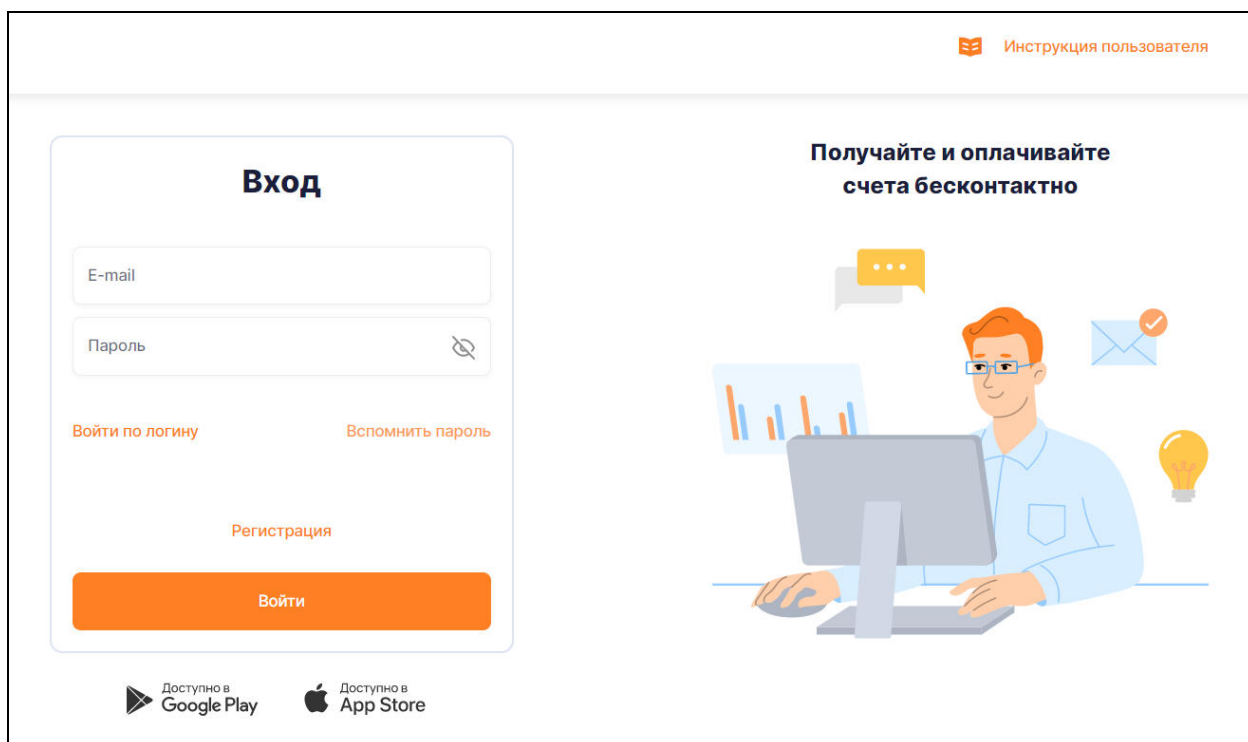 Инструкция пользователя
Вход
E-mail
Пароль
Войти по логину
Вспомнить пароль
Регистрация
Войти
Доступно в
Google Play
Доступно в
App Store
Получайте и оплачивайте
счета бесконтактно